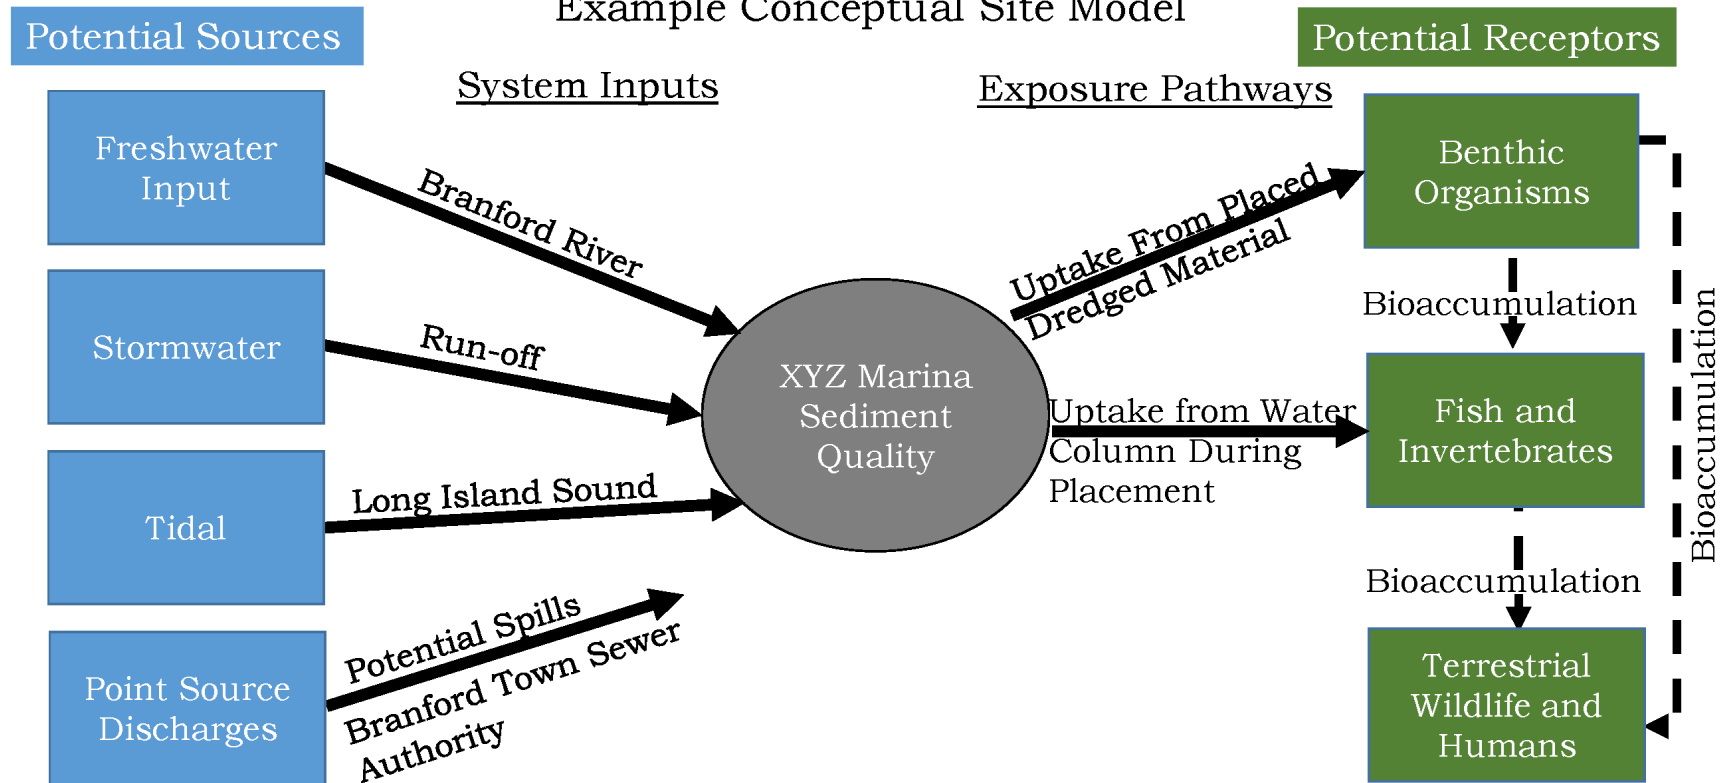 Example Conceptual Site Model
Potential Sources
Potential Receptors
System Inputs
Exposure Pathways
Freshwater
Input
Stormwater
Tidal
Point Source
Discharges
Branford River
Run-off
Long Island Sound
Potential Spills
Branford Town Sewer
Authority
XYZ Marina
Sediment
Quality
Uptake From Placed
Dredged Material
Uptake from Water
Column During
Placement
Benthic
Organisms
Bioaccumulation
Fish and
Invertebrates
Bioaccumulation
Terrestrial
Wildlife and
Humans
Bioaccumulation